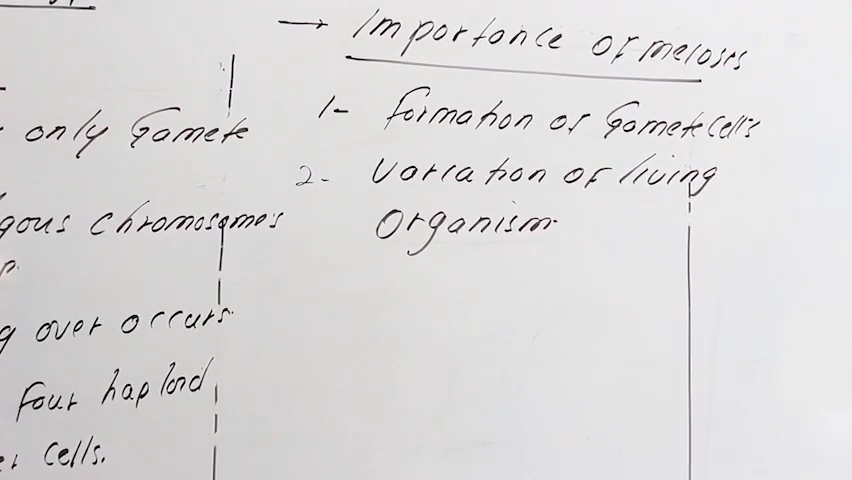 → Importance of meiosis
1- Formation of Gamete cells
2- Variation of living
Organism.
only Gamete
gous chromosomes
g over occurs.
Four haploid
cells.